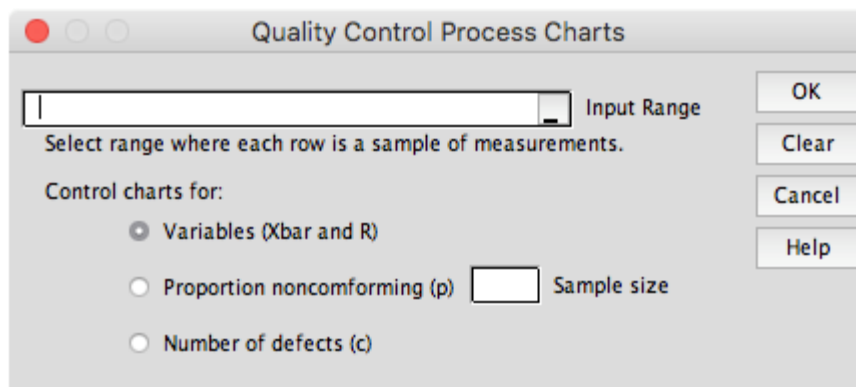 Quality Control Process Charts
Input Range
OK
Select range where each row is a sample of measurements.
Clear
Control charts for:
Cancel
Variables (Xbar and R)
Help
Proportion noncomforming (p)
Sample size
Number of defects (c)